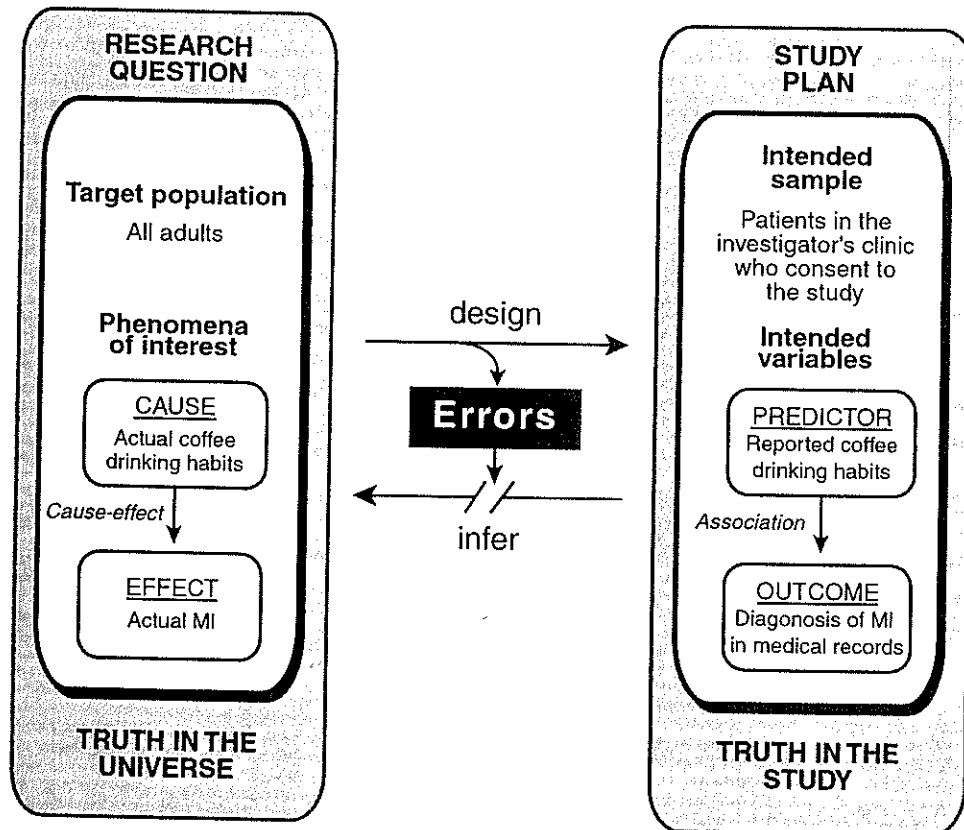 RESEARCH
QUESTION
Target population
All adults
Phenomena
of interest
CAUSE
Actual coffee
drinking habits
Cause-effect
EFFECT
Actual MI
TRUTH IN THE
UNIVERSE
design
Errors
infer
STUDY
PLAN
Intended
sample
Patients in the
investigator's clinic
who consent to
the study
Intended
variables
PREDICTOR
Reported coffee
drinking habits
Association
OUTCOME
Diagonosis of MI
in medical records
TRUTH IN THE
STUDY